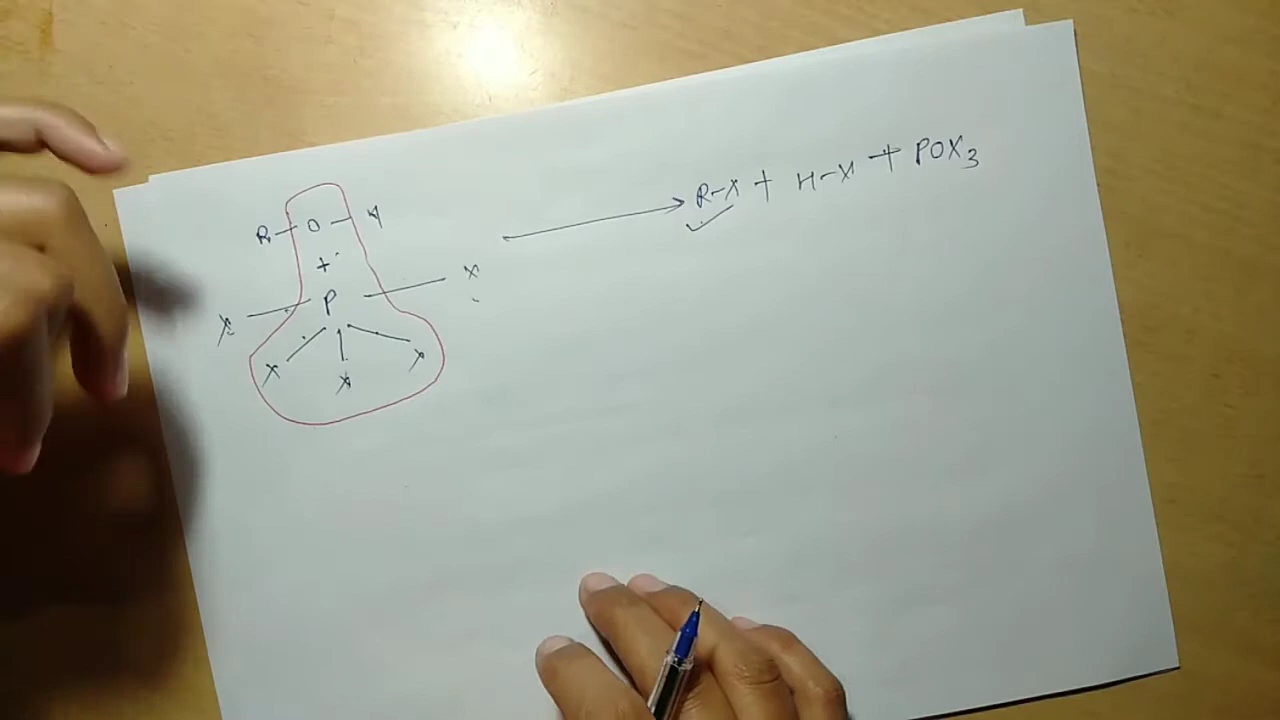 R-O-H
+
X-P-X
X X X
→ R-X + H-X + POX3